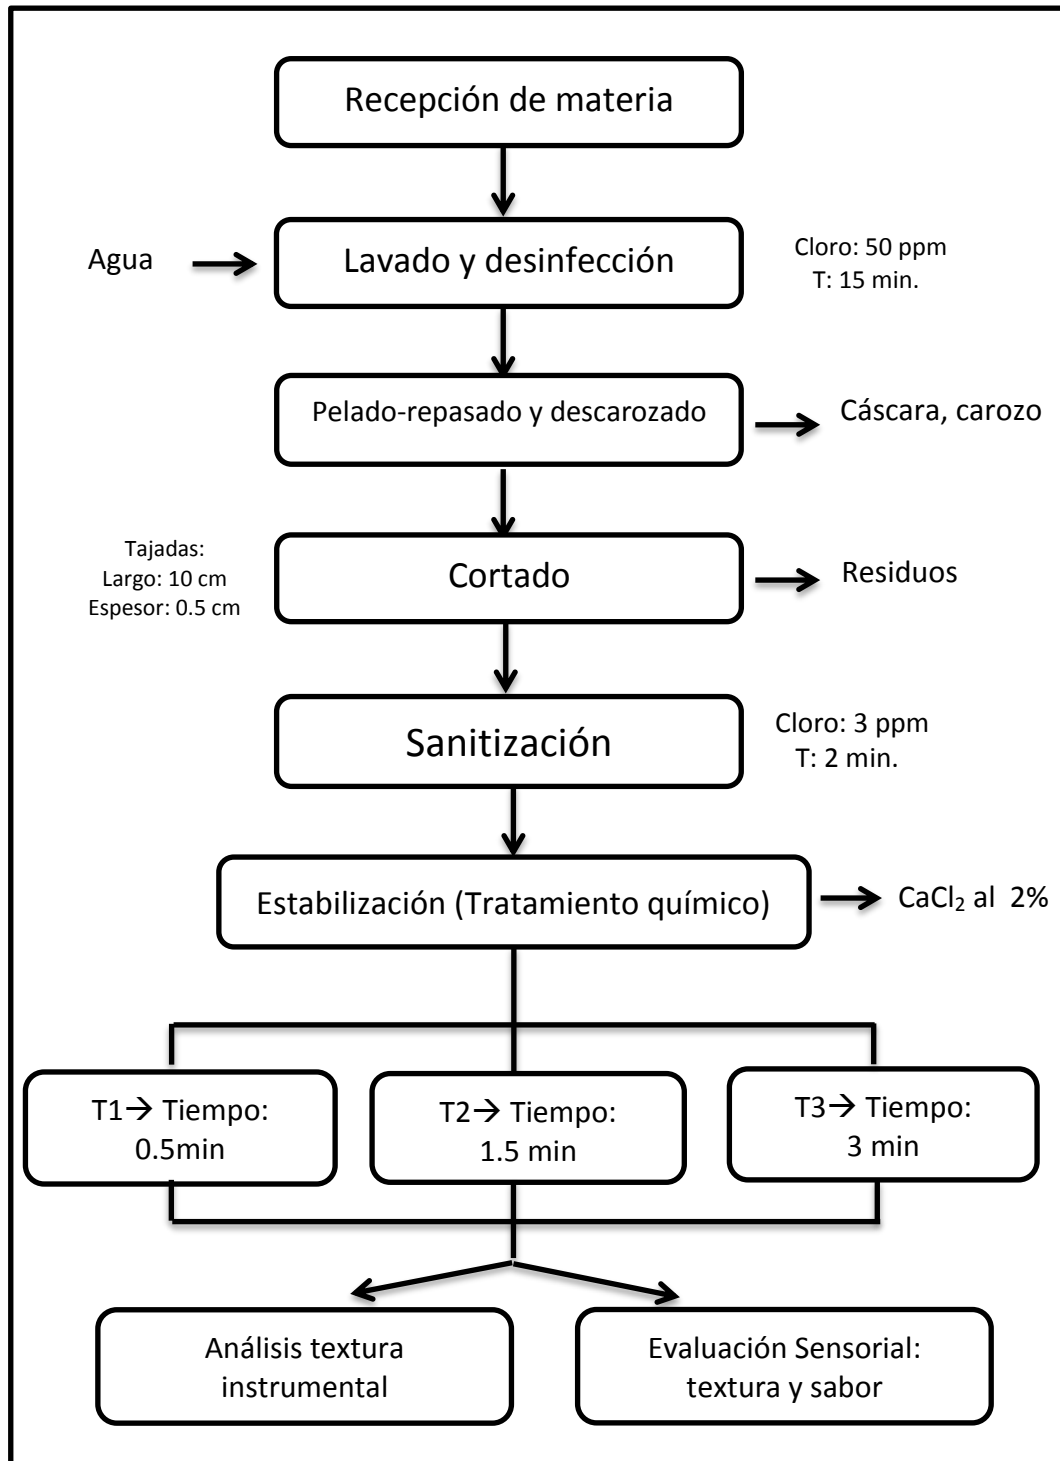 Recepción de materia
Agua
Lavado y desinfección
Cloro: 50 ppm
T: 15 min.
Pelado-repasado y descarozado
Cáscara, carozo
Tajadas:
Largo: 10 cm
Espesor: 0.5 cm
Cortado
Residuos
Sanitización
Cloro: 3 ppm
T: 2 min.
Estabilización (Tratamiento químico)
CaCl₂ al  2%
T1→ Tiempo:
0.5min
T2→ Tiempo:
1.5 min
T3→ Tiempo:
3 min
Análisis textura
instrumental
Evaluación Sensorial:
textura y sabor